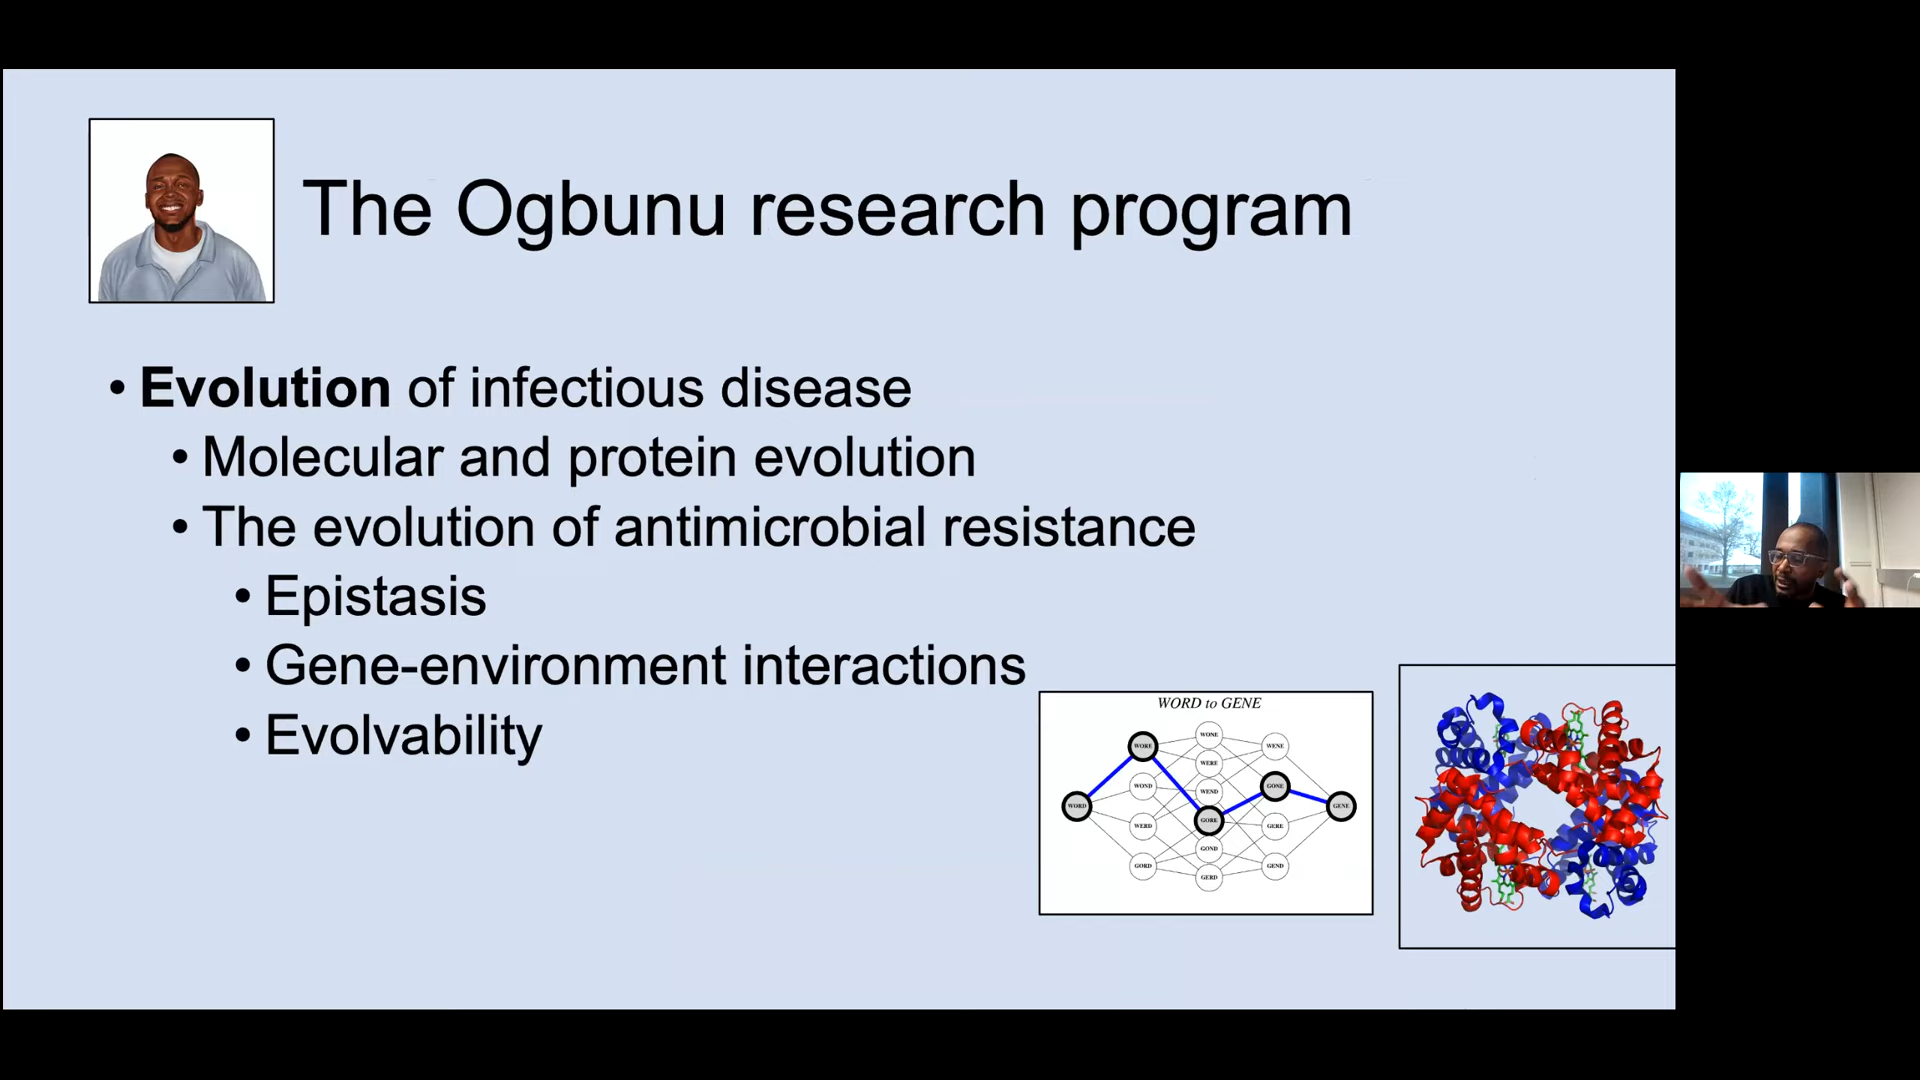 The Ogbunu research program
• Evolution of infectious disease
• Molecular and protein evolution
• The evolution of antimicrobial resistance
• Epistasis
• Gene-environment interactions
• Evolvability
WORD to GENE
WORD
WORE
WOND
WERD
GORD
WONE
WERE
WEND
GORE
GOND
GERD
WENE
GONE
GERE
GEND
GENE